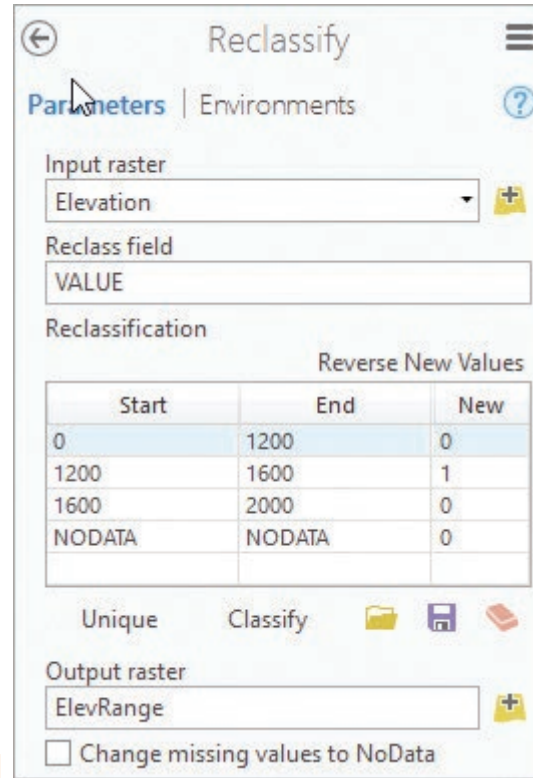 Reclassify
Parameters | Environments
Input raster
Elevation
Reclass field
VALUE
Reclassification
Reverse New Values
Start End New
0 1200 0
1200 1600 1
1600 2000 0
NODATA NODATA 0
Unique Classify
Output raster
ElevRange
Change missing values to NoData